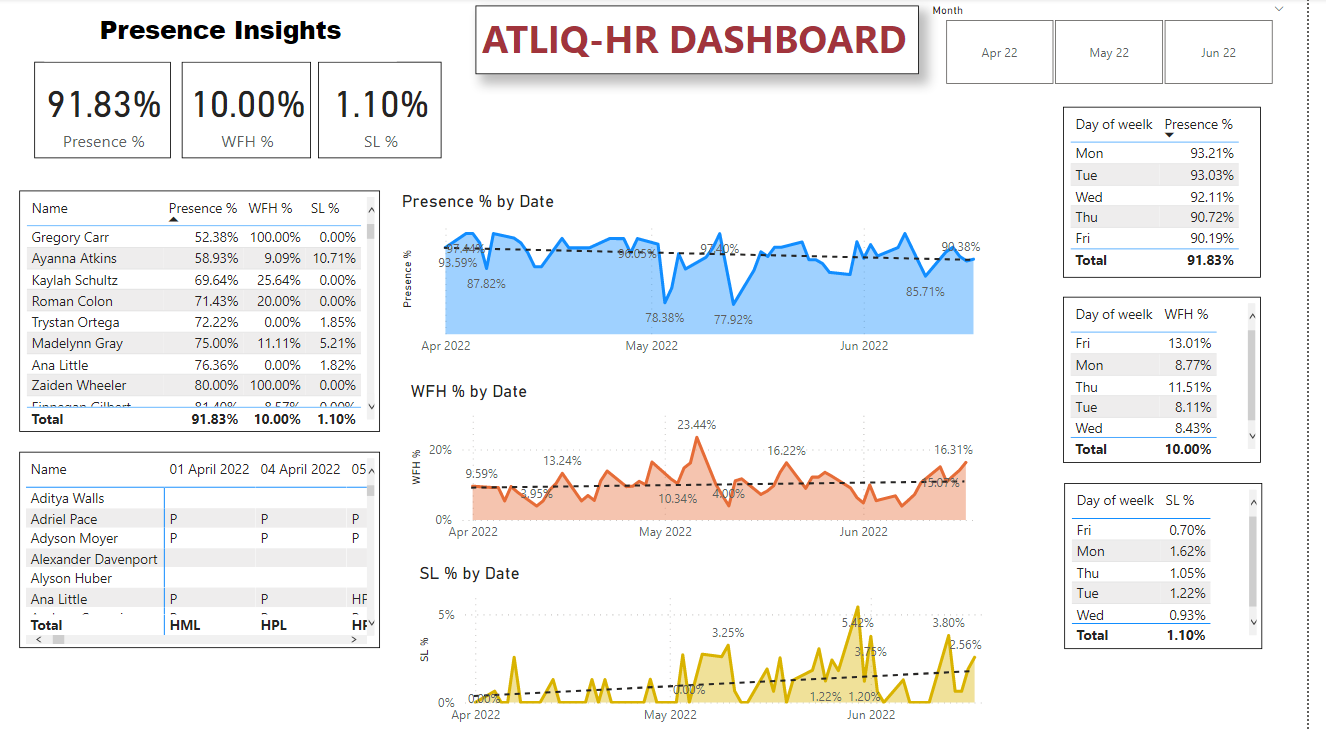 Presence Insights
ATLIQ-HR DASHBOARD
Month
Apr 22
May 22
Jun 22
91.83%
Presence %
10.00%
WFH %
1.10%
SL %
Name Presence % WFH % SL %
Gregory Carr 52.38% 100.00% 0.00%
Ayanna Atkins 58.93% 9.09% 10.71%
Kaylah Schultz 69.64% 25.64% 0.00%
Roman Colon 71.43% 20.00% 0.00%
Trystan Ortega 72.22% 0.00% 1.85%
Madelynn Gray 75.00% 11.11% 5.21%
Ana Little 76.36% 0.00% 1.82%
Zaiden Wheeler 80.00% 100.00% 0.00%
Total 91.83% 10.00% 1.10%
Name 01 April 2022 04 April 2022 05
Aditya Walls
Adriel Pace P P P
Adyson Moyer P P P
Alexander Davenport
Alyson Huber
Ana Little P P HF
Total HML HPL HF
Presence % by Date
Presence %
97.44%
93.59%
87.82%
96.05%
78.38%
97.40%
77.92%
85.71%
90.38%
Apr 2022
May 2022
Jun 2022
WFH % by Date
WFH %
20%
0%
9.59%
3.95%
13.24%
10.34%
23.44%
4.00%
16.22%
16.31%
15.07%
Apr 2022
May 2022
Jun 2022
SL % by Date
SL %
5%
0%
0.00%
0.00%
3.25%
1.22%
5.42%
3.75%
1.20%
3.80%
2.56%
Apr 2022
May 2022
Jun 2022
Day of weelk Presence %
Mon 93.21%
Tue 93.03%
Wed 92.11%
Thu 90.72%
Fri 90.19%
Total 91.83%
Day of weelk WFH %
Fri 13.01%
Mon 8.77%
Thu 11.51%
Tue 8.11%
Wed 8.43%
Total 10.00%
Day of weelk SL %
Fri 0.70%
Mon 1.62%
Thu 1.05%
Tue 1.22%
Wed 0.93%
Total 1.10%